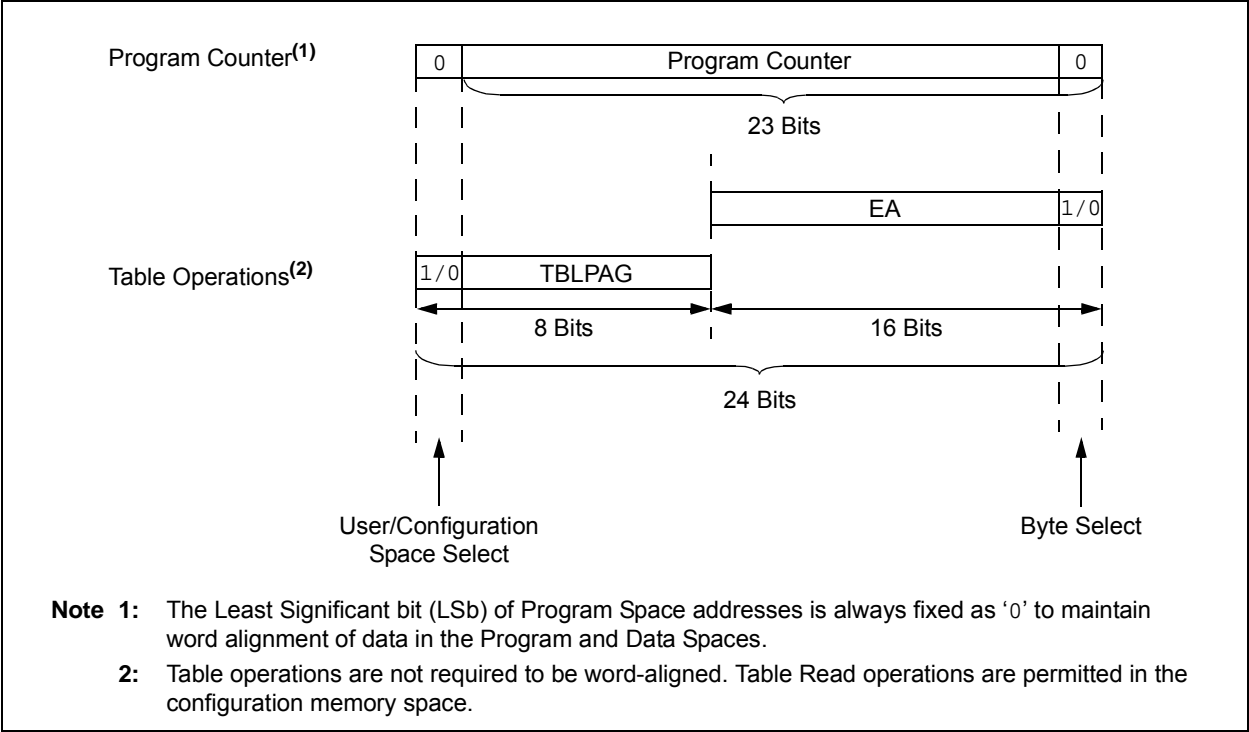 Program Counter(1)
0
Program Counter
0
23 Bits
EA
1/0
Table Operations(2)
1/0
TBLPAG
8 Bits
16 Bits
24 Bits
User/Configuration
Space Select
Byte Select
Note 1: The Least Significant bit (LSb) of Program Space addresses is always fixed as ‘0’ to maintain
word alignment of data in the Program and Data Spaces.
2: Table operations are not required to be word-aligned. Table Read operations are permitted in the
configuration memory space.